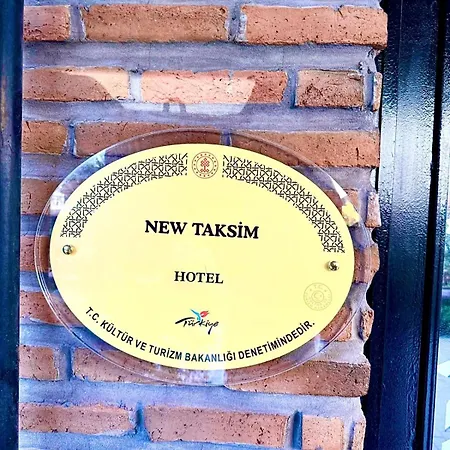 NEW TAKSİM
HOTEL
Türkiye
T.C. KÜLTÜR VE TURİZM BAKANLIĞI DENETİMİNDEDİR.